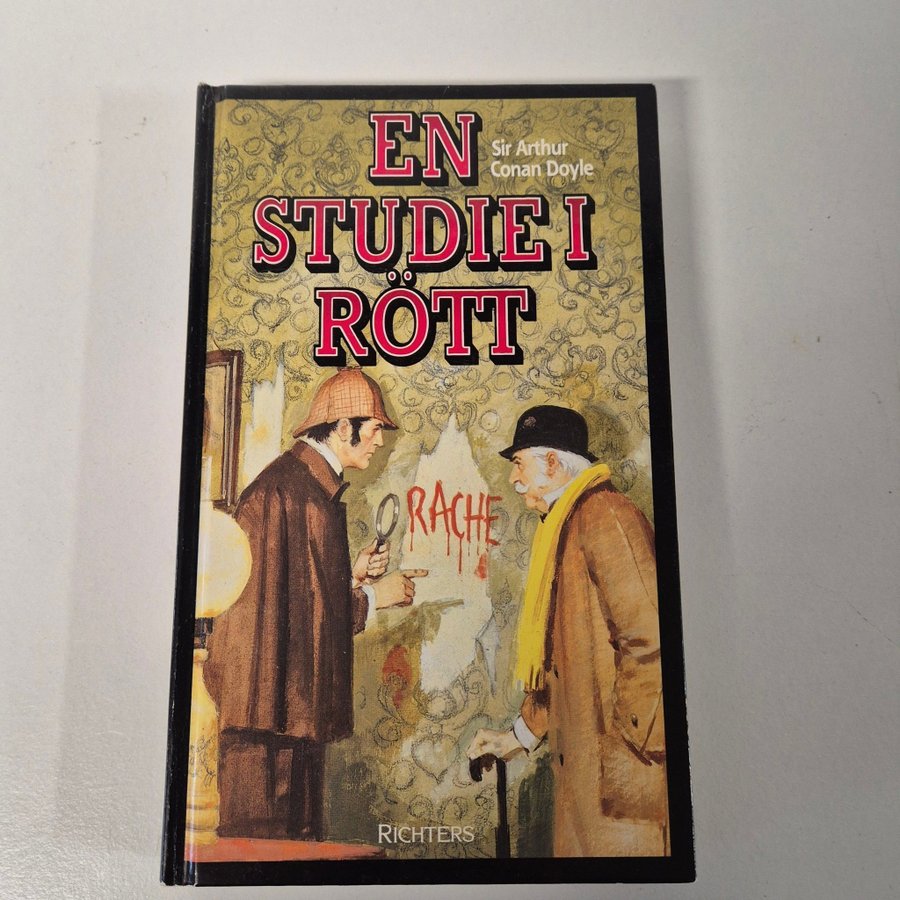 EN
Sir Arthur
Conan Doyle
STUDIE I
RÖTT
RACHE
RICHTERS